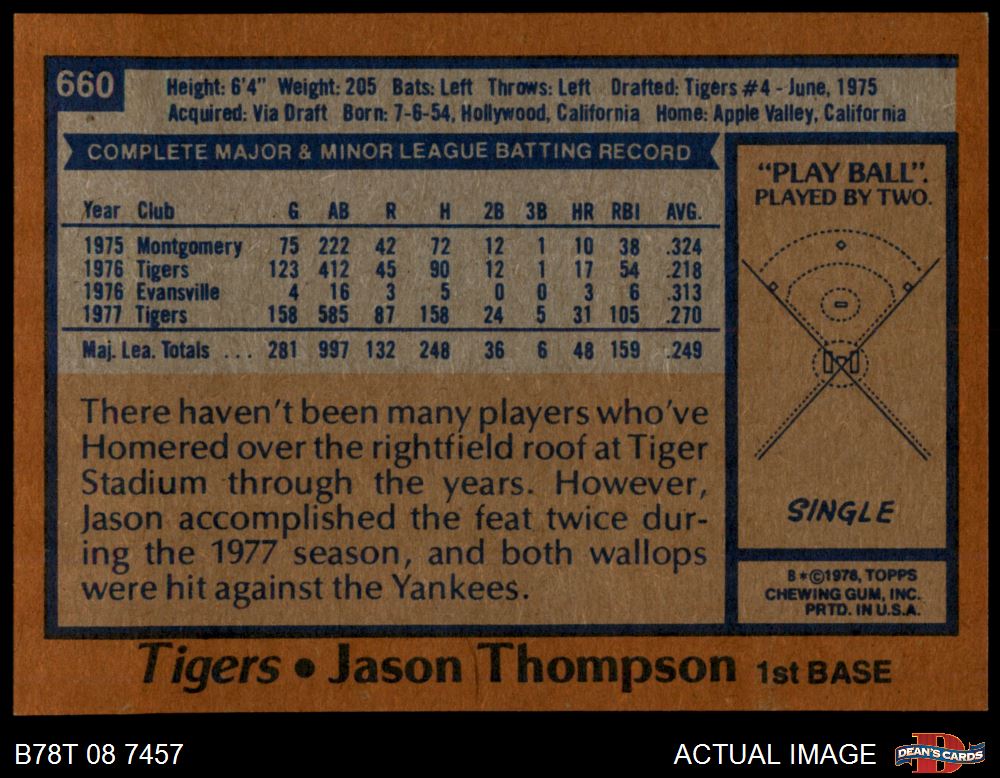 660
Height: 6'4" Weight: 205 Bats: Left Throws: Left Drafted: Tigers #4 - June, 1975
Acquired: Via Draft Born: 7-6-54, Hollywood, California Home: Apple Valley, California
COMPLETE MAJOR & MINOR LEAGUE BATTING RECORD
Year Club G AB R H 2B 3B HR RBI AVG.
1975 Montgomery 75 222 42 72 12 1 10 38 .324
1976 Tigers 123 412 45 90 12 1 17 54 .218
1976 Evansville 4 16 3 5 0 0 3 6 .313
1977 Tigers 158 585 87 158 24 5 31 105 .270
Maj. Lea. Totals ... 281 997 132 248 36 6 48 159 .249
There haven't been many players who've
Homered over the rightfield roof at Tiger
Stadium through the years. However,
Jason accomplished the feat twice dur-
ing the 1977 season, and both wallops
were hit against the Yankees.
"PLAY BALL".
PLAYED BY TWO.
SINGLE
B*©1978, TOPPS
CHEWING GUM, INC.
PRTD. IN U.S.A.
Tigers • Jason Thompson 1st BASE
B78T 08 7457
ACTUAL IMAGE
DEAN'S CARDS